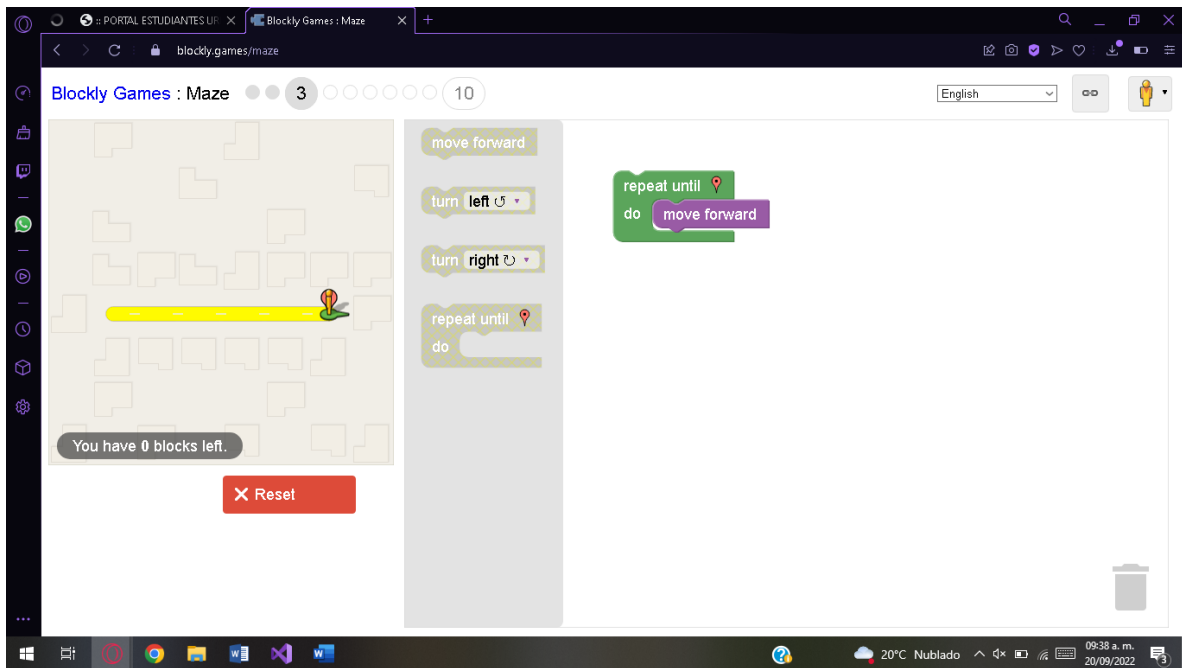 :: PORTAL ESTUDIANTES UR
Blockly Games : Maze
blockly.games/maze
Blockly Games : Maze 3 10
English
move forward
turn left ↺
turn right ↻
repeat until
do
repeat until
do move forward
You have 0 blocks left.
Reset
20°C Nublado
09:38 a. m.
20/09/2022
3